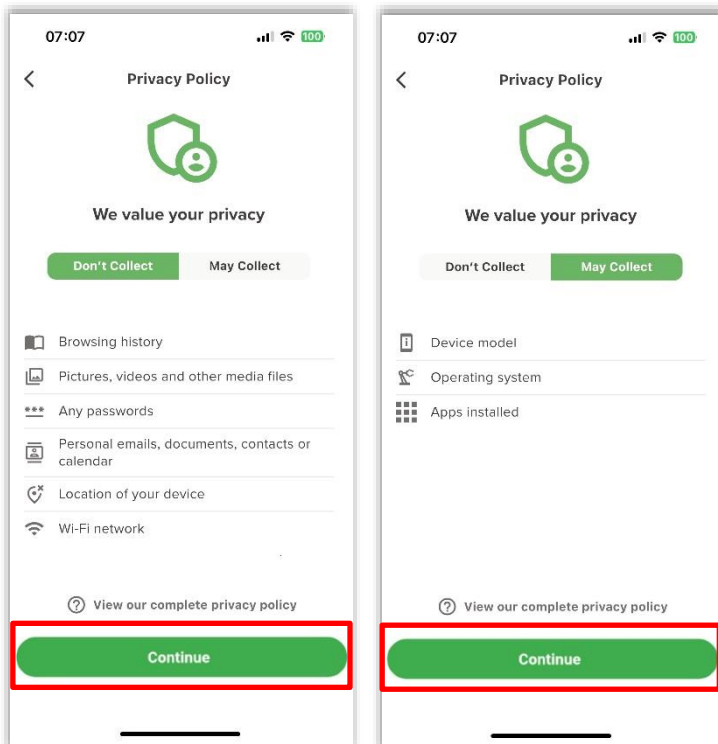 07:07
100
Privacy Policy
We value your privacy
Don't Collect
May Collect
Browsing history
Pictures, videos and other media files
Any passwords
Personal emails, documents, contacts or
calendar
Location of your device
Wi-Fi network
View our complete privacy policy
Continue
07:07
100
Privacy Policy
We value your privacy
Don't Collect
May Collect
Device model
Operating system
Apps installed
View our complete privacy policy
Continue